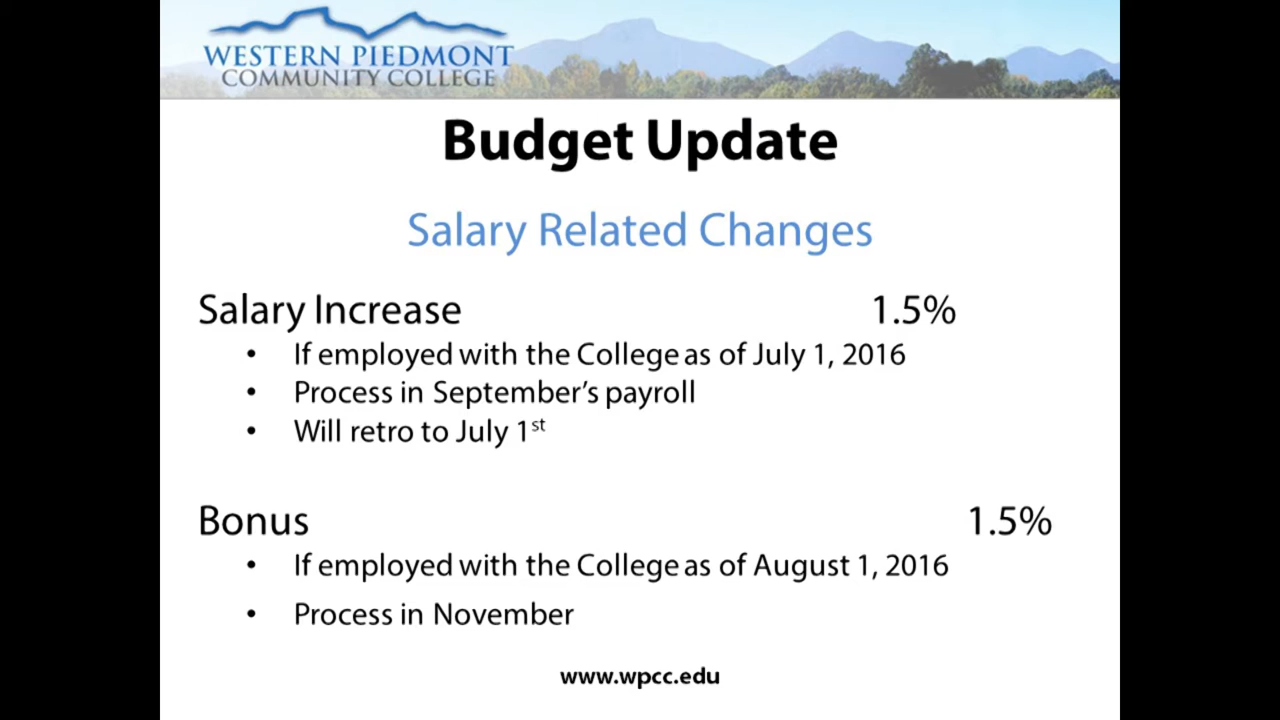 WESTERN PIEDMONT
COMMUNITY COLLEGE
Budget Update
Salary Related Changes
Salary Increase 1.5%
• If employed with the College as of July 1, 2016
• Process in September’s payroll
• Will retro to July 1st
Bonus 1.5%
• If employed with the College as of August 1, 2016
• Process in November
www.wpcc.edu